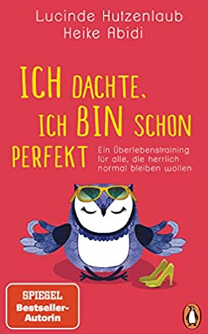 Lucinde Hutzenlaub
Heike Abidi
ICH DACHTE,
ICH BIN SCHON
PERFEKT
Ein Überlebenstraining
für alle, die herrlich
normal bleiben wollen
SPIEGEL
Bestseller-
Autorin